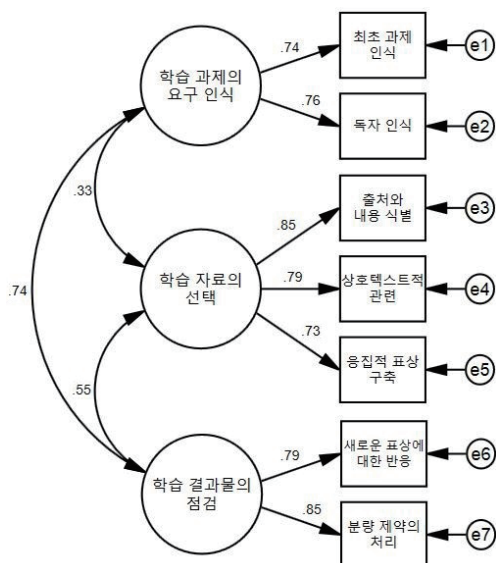 .74
최초 과제
인식
e1
학습 과제의
요구 인식
.76
독자 인식
e2
.33
.85
출처와
내용 식별
e3
.74
학습 자료의
선택
.79
상호텍스트적
관련
e4
.73
응집적 표상
구축
e5
.55
.79
새로운 표상에
대한 반응
e6
학습 결과물의
점검
.85
분량 제약의
처리
e7